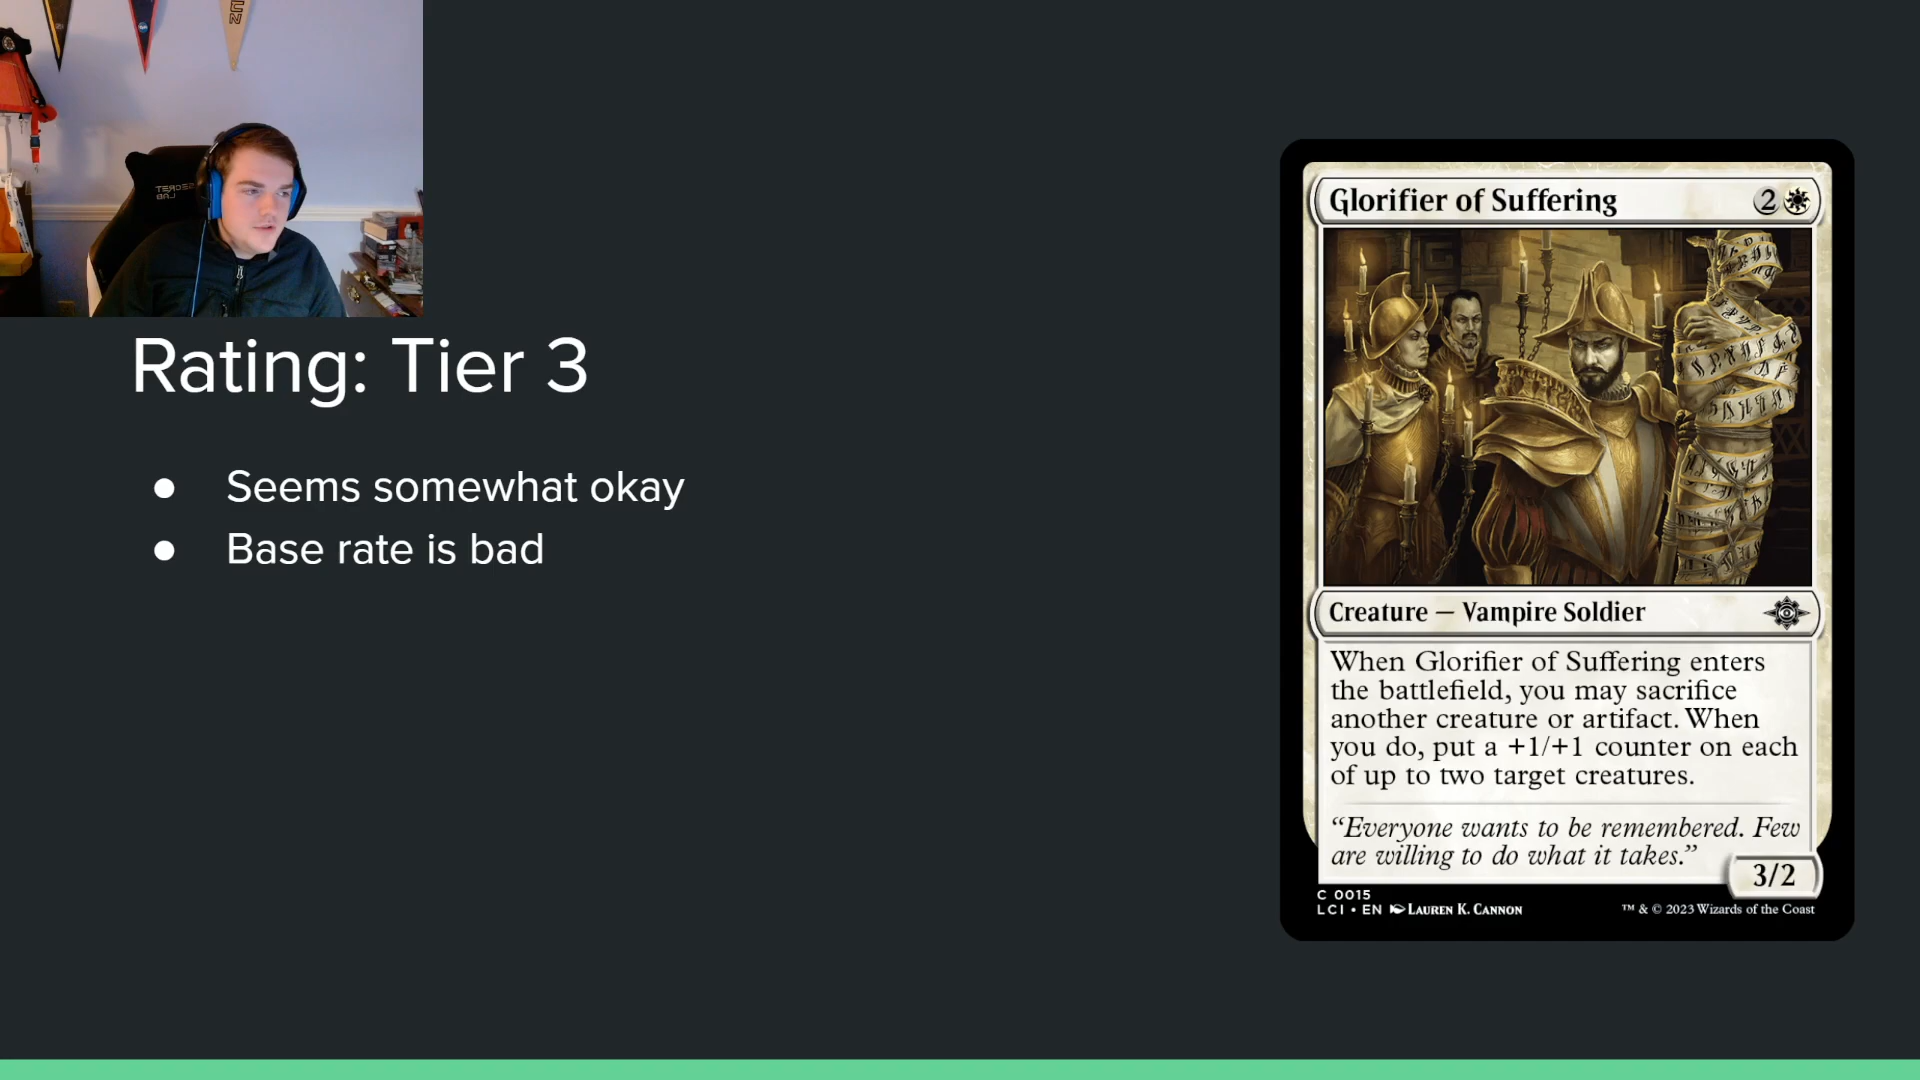 Rating: Tier 3
● Seems somewhat okay
● Base rate is bad
Glorifier of Suffering 2
Creature — Vampire Soldier
When Glorifier of Suffering enters
the battlefield, you may sacrifice
another creature or artifact. When
you do, put a +1/+1 counter on each
of up to two target creatures.
“Everyone wants to be remembered. Few
are willing to do what it takes.”
3/2
C 0015
LCI • EN LAUREN K. CANNON
™ & © 2023 Wizards of the Coast